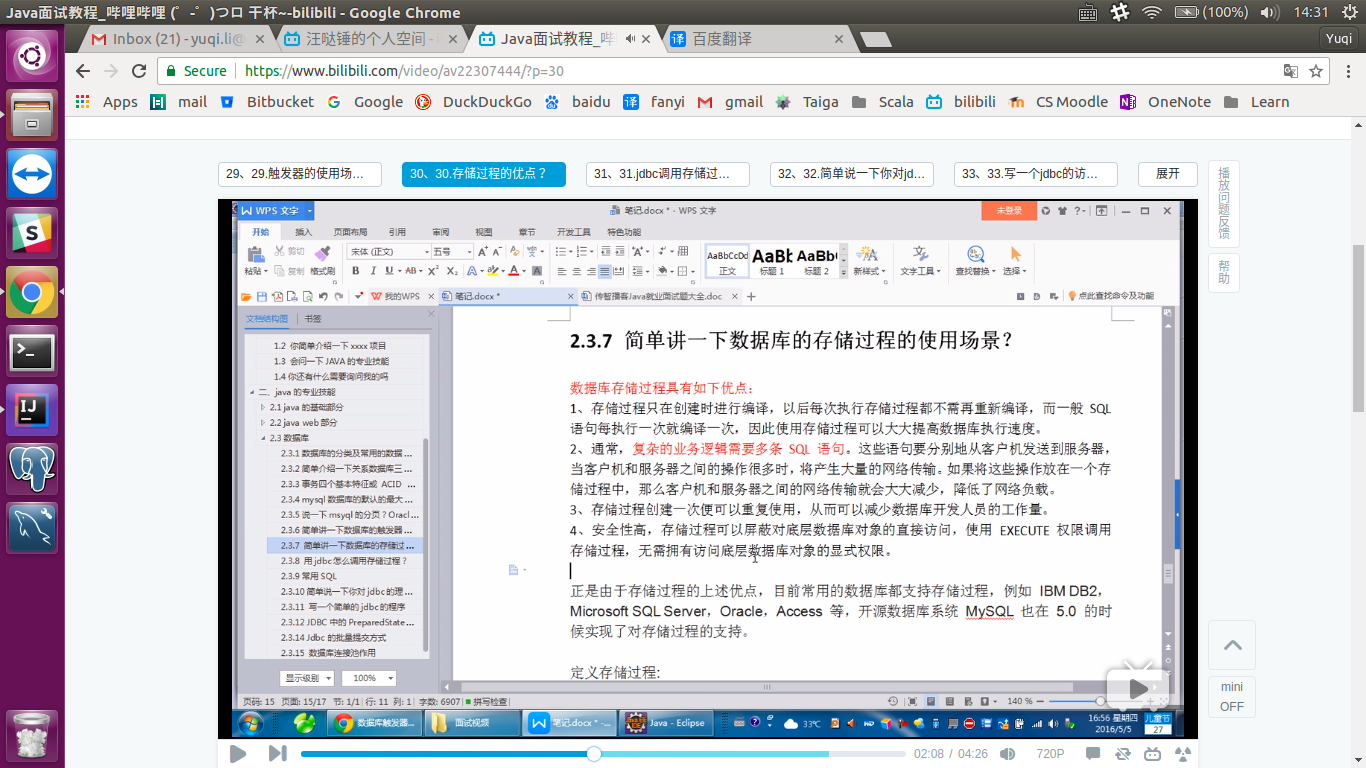 Java面试教程_哔哩哔哩 (゜-゜)つロ 干杯~-bilibili - Google Chrome
(100%)
14:31
Inbox (21) - yuqi.li@
汪哒锤的个人空间 -
Java面试教程_哔
百度翻译
Yuqi
Secure
https://www.bilibili.com/video/av22307444/?p=30
Apps
mail
Bitbucket
Google
DuckDuckGo
baidu
fanyi
gmail
Taiga
Scala
bilibili
CS Moodle
OneNote
Learn
29、29.触发器的使用场…
30、30.存储过程的优点？
31、31.jdbc调用存储过…
32、32.简单说一下你对jd…
33、33.写一个jdbc的访…
展开
播放问题反馈
帮助
WPS 文字
笔记.docx * - WPS 文字
未登录
开始
插入
页面布局
引用
审阅
视图
章节
开发工具
特色功能
粘贴
剪切
复制
格式刷
宋体 (正文)
五号
AaBbCcDd
正文
AaBb
标题 1
AaBb(
标题 2
新样式
文字工具
查找替换
选择
我的WPS
笔记.docx *
传智播客Java就业面试题大全.doc
点此查找命令及功能
文档结构图
书签
1.2 你简单介绍一下 xxxx 项目
1.3 会问一下 JAVA 的专业技能
1.4 你还有什么需要询问我的吗
二、java 的专业技能
2.1 java 的基础部分
2.2 java web 部分
2.3 数据库
2.3.1 数据库的分类及常用的数据 ...
2.3.2 简单介绍一下关系数据库三 ...
2.3.3 事务四个基本特征或 ACID ...
2.3.4 mysql 数据库的默认的最大 ...
2.3.5 说一下 msyql 的分页？Oracl ...
2.3.6 简单讲一下数据库的触发器 ...
2.3.7 简单讲一下数据库的存储过 ...
2.3.8 用 jdbc 怎么调用存储过程？
2.3.9 常用 SQL
2.3.10 简单说一下你对 jdbc 的理 ...
2.3.11 写一个简单的 jdbc 的程序
2.3.12 JDBC 中的 PreparedState ...
2.3.14 Jdbc 的批量提交方式
2.3.15 数据库连接池作用
显示级别
100%
2.3.7 简单讲一下数据库的存储过程的使用场景？
数据库存储过程具有如下优点：
1、存储过程只在创建时进行编译，以后每次执行存储过程都不需再重新编译，而一般 SQL
语句每执行一次就编译一次，因此使用存储过程可以大大提高数据库执行速度。
2、通常，复杂的业务逻辑需要多条 SQL 语句。这些语句要分别地从客户机发送到服务器，
当客户机和服务器之间的操作很多时，将产生大量的网络传输。如果将这些操作放在一个存
储过程中，那么客户机和服务器之间的网络传输就会大大减少，降低了网络负载。
3、存储过程创建一次便可以重复使用，从而可以减少数据库开发人员的工作量。
4、安全性高，存储过程可以屏蔽对底层数据库对象的直接访问，使用 EXECUTE 权限调用
存储过程，无需拥有访问底层数据库对象的显式权限。
正是由于存储过程的上述优点，目前常用的数据库都支持存储过程，例如 IBM DB2，
Microsoft SQL Server，Oracle，Access 等，开源数据库系统 MySQL 也在 5.0 的时
候实现了对存储过程的支持。
定义存储过程:
页码: 15 页面: 15/17 节: 1/1 行: 11 列: 1 字数: 6907 拼写检查
140 %
数据库触发器...
面试视频
笔记.docx * -...
Java - Eclipse
33℃
16:56 星期四
2016/5/5
儿童节
27
02:08 / 04:26
720P
mini
OFF